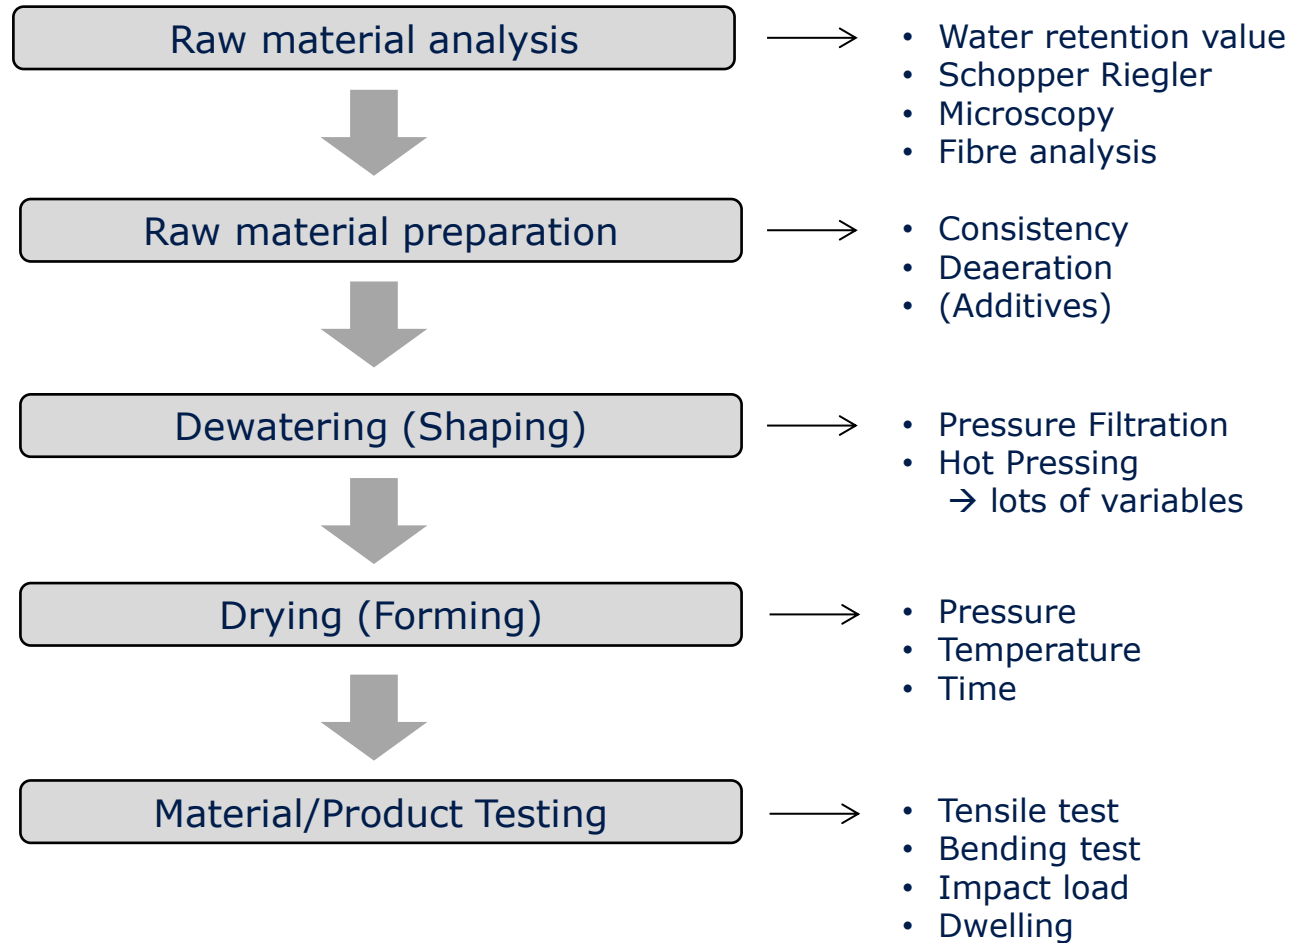 Raw material analysis
• Water retention value
• Schopper Riegler
• Microscopy
• Fibre analysis
Raw material preparation
• Consistency
• Deaeration
• (Additives)
Dewatering (Shaping)
• Pressure Filtration
• Hot Pressing
→ lots of variables
Drying (Forming)
• Pressure
• Temperature
• Time
Material/Product Testing
• Tensile test
• Bending test
• Impact load
• Dwelling